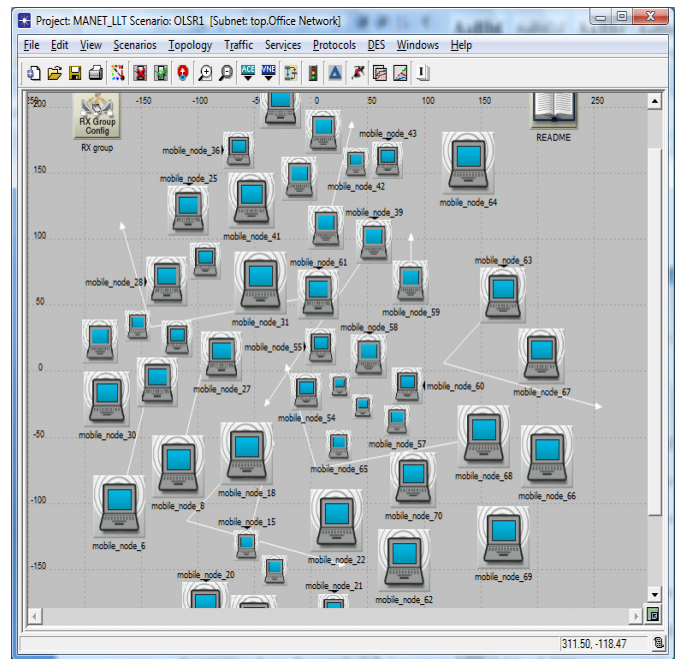 Project: MANET_LLT Scenario: OLSR1 [Subnet: top.Office Network]
File Edit View Scenarios Topology Traffic Services Protocols DES Windows Help
-150 -100 0 50 100 150 250
RX Group
Config
RX group
README
mobile_node_36
mobile_node_43
150
mobile_node_25
mobile_node_42
mobile_node_64
mobile_node_39
mobile_node_41
100
mobile_node_61
mobile_node_63
mobile_node_28
50
mobile_node_59
mobile_node_31
mobile_node_58
mobile_node_55
0
mobile_node_27
mobile_node_60
mobile_node_67
mobile_node_54
mobile_node_30
-50
mobile_node_57
mobile_node_65
mobile_node_68
mobile_node_18
mobile_node_66
-100
mobile_node_8
mobile_node_70
mobile_node_15
mobile_node_6
mobile_node_22
-150
mobile_node_69
mobile_node_20
mobile_node_21
mobile_node_62
311.50, -118.47